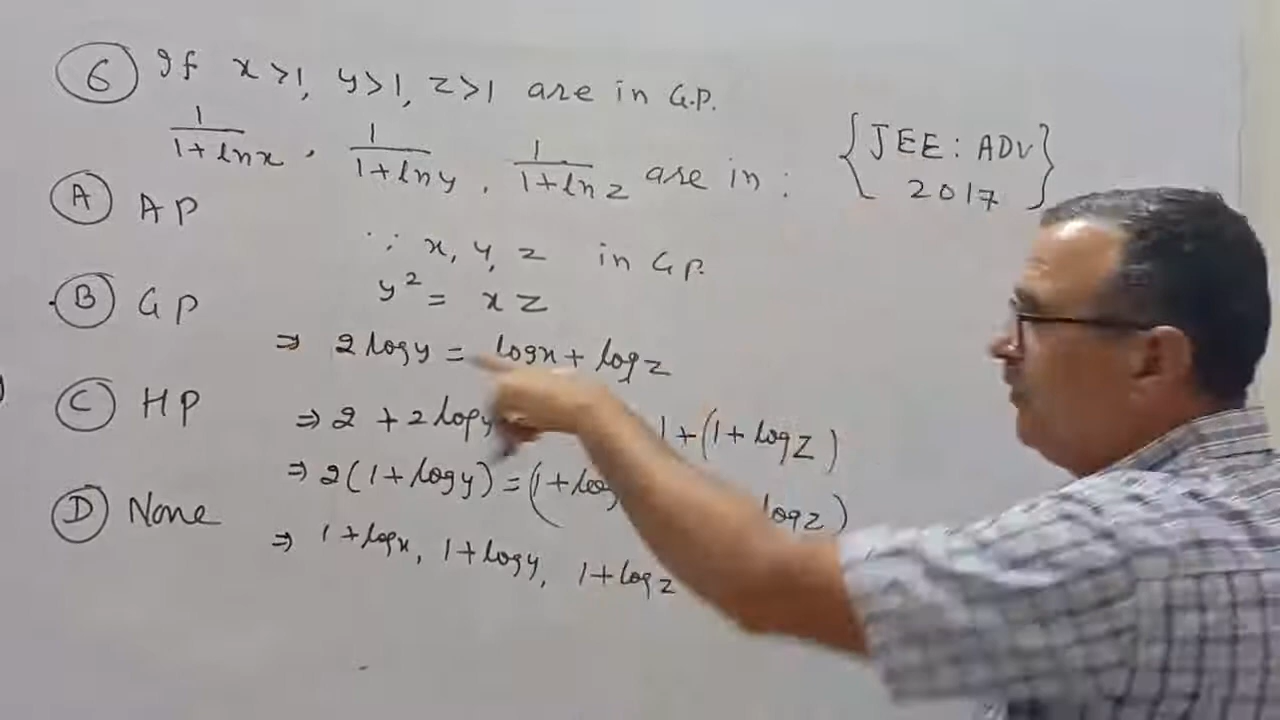 6 If x>1, y>1, z>1 are in G.P.
1/(1+lnx), 1/(1+lny), 1/(1+lnz) are in :
{JEE: ADV 2017}
A AP
∵ x, y, z in G.P.
y² = xz
B GP
⇒ 2 logy = logx + logz
C HP
⇒ 2 + 2 logy 1+(1+logz)
⇒ 2(1+logy) = (1+log logz)
D None
⇒ 1+logx, 1+logy, 1+logz